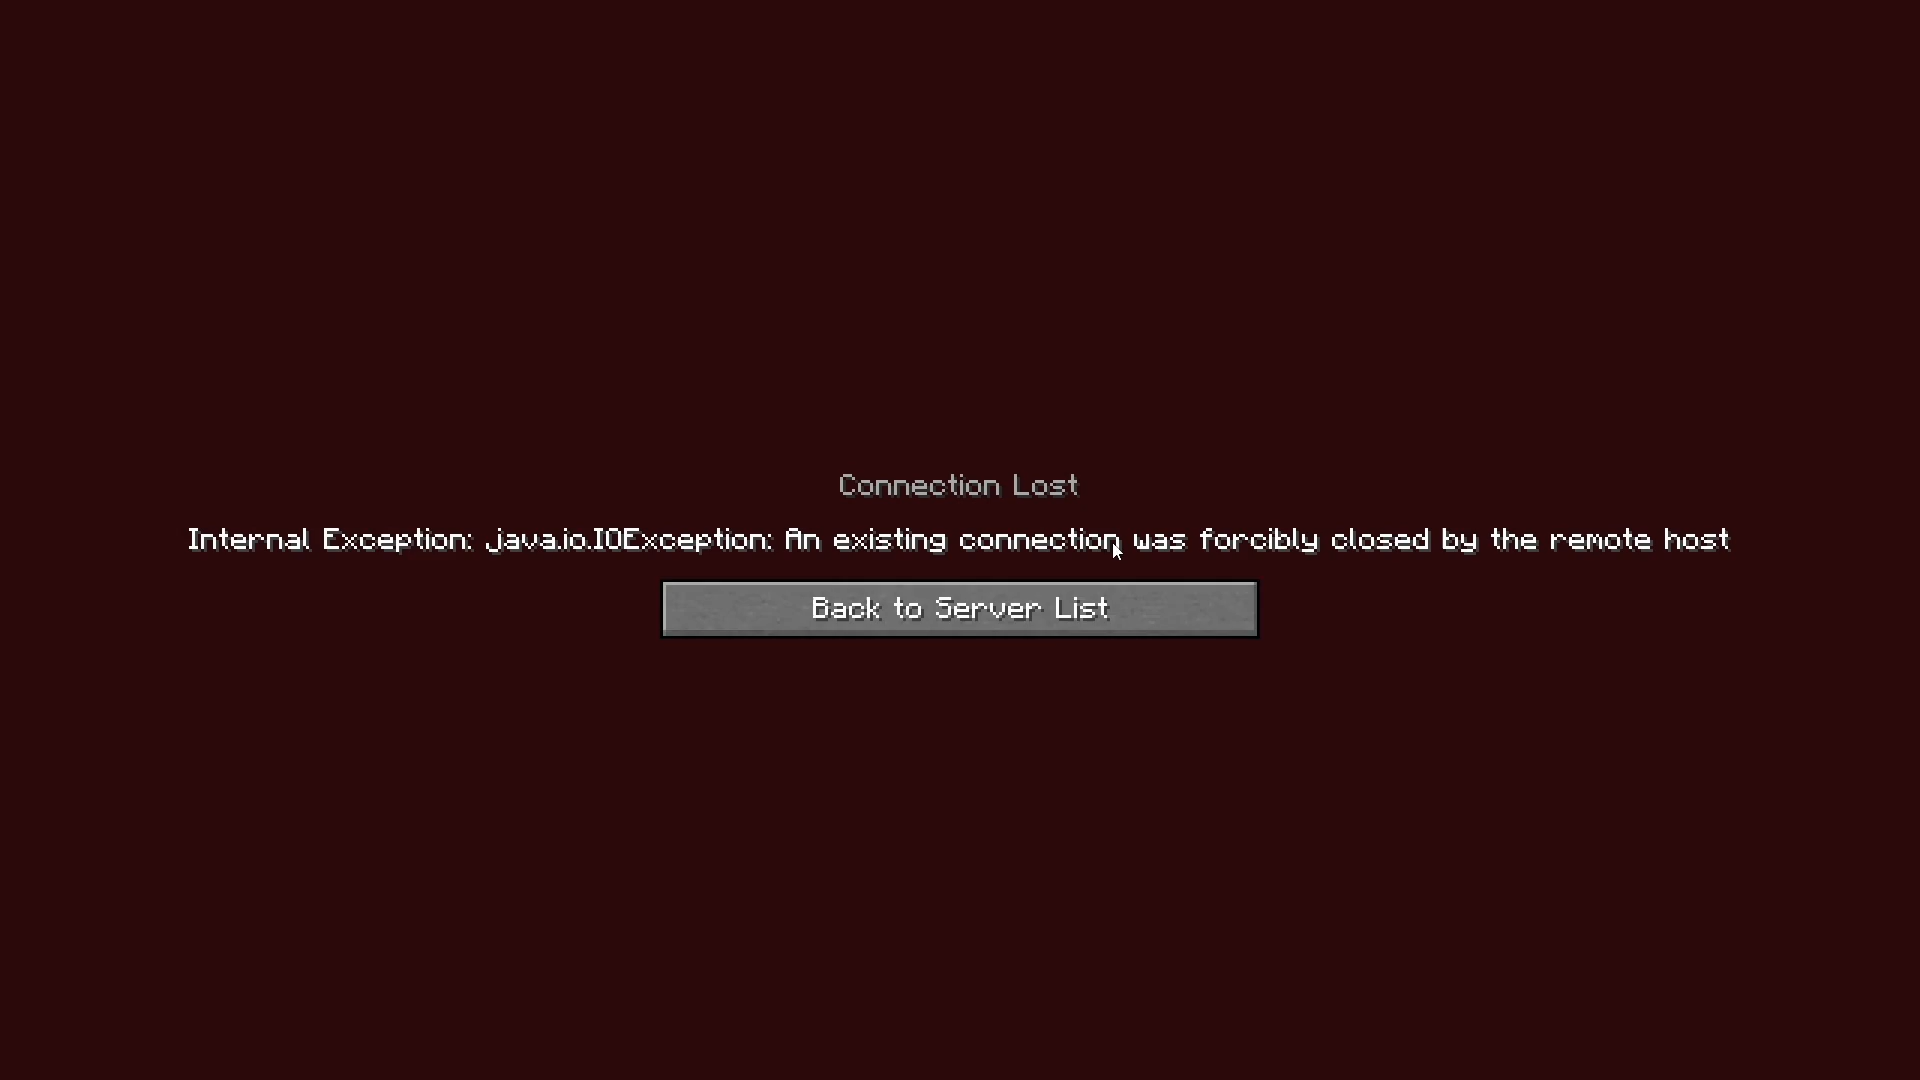 Connection Lost
Internal Exception: java.io.IOException: An existing connection was forcibly closed by the remote host
Back to Server List